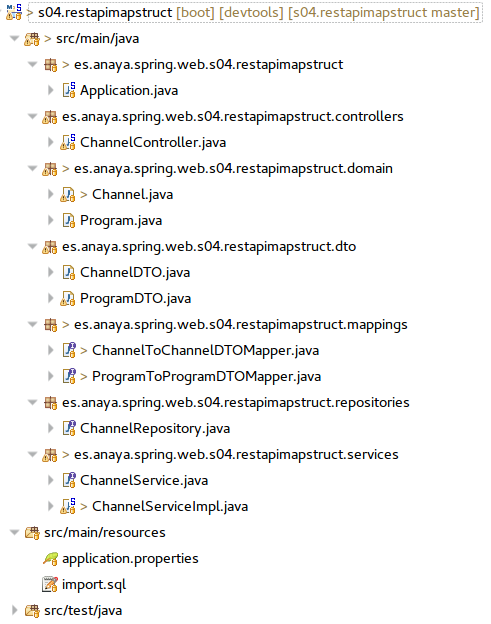 > s04.restapimapstruct [boot] [devtools] [s04.restapimapstruct master]
> src/main/java
> es.anaya.spring.web.s04.restapimapstruct
> Application.java
es.anaya.spring.web.s04.restapimapstruct.controllers
ChannelController.java
> es.anaya.spring.web.s04.restapimapstruct.domain
> Channel.java
Program.java
es.anaya.spring.web.s04.restapimapstruct.dto
ChannelDTO.java
ProgramDTO.java
> es.anaya.spring.web.s04.restapimapstruct.mappings
> ChannelToChannelDTOMapper.java
> ProgramToProgramDTOMapper.java
es.anaya.spring.web.s04.restapimapstruct.repositories
ChannelRepository.java
> es.anaya.spring.web.s04.restapimapstruct.services
ChannelService.java
> ChannelServiceImpl.java
src/main/resources
application.properties
import.sql
src/test/java